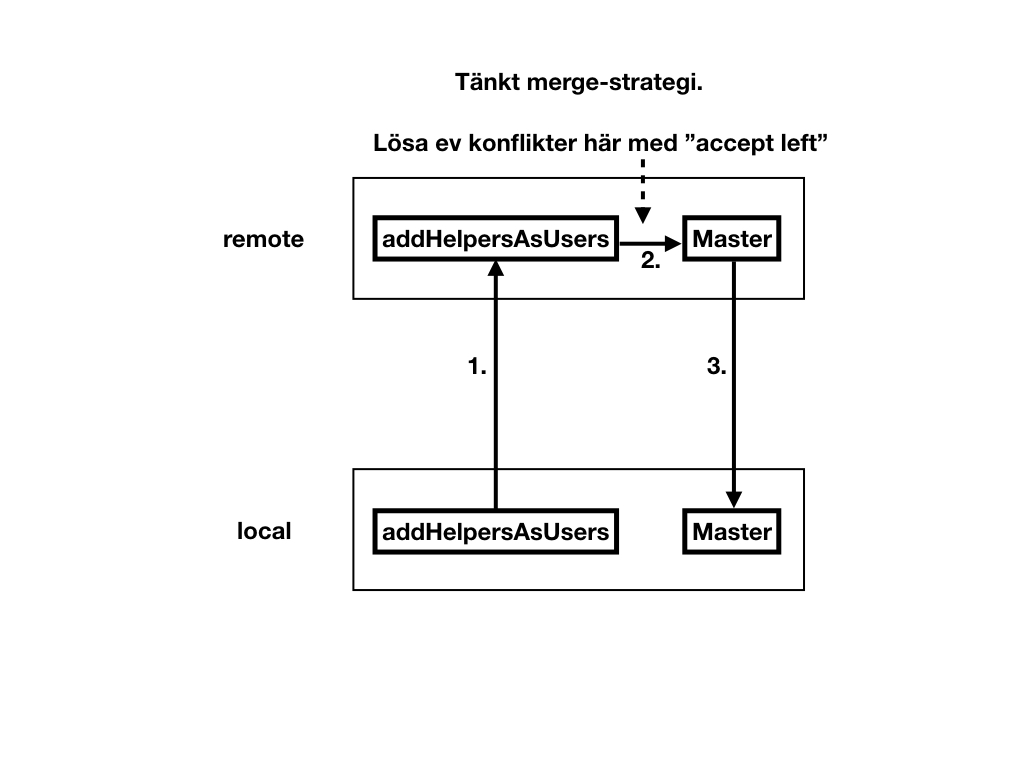 Tänkt merge-strategi.
Lösa ev konflikter här med ”accept left”
remote
addHelpersAsUsers
Master
2.
1.
3.
local
addHelpersAsUsers
Master